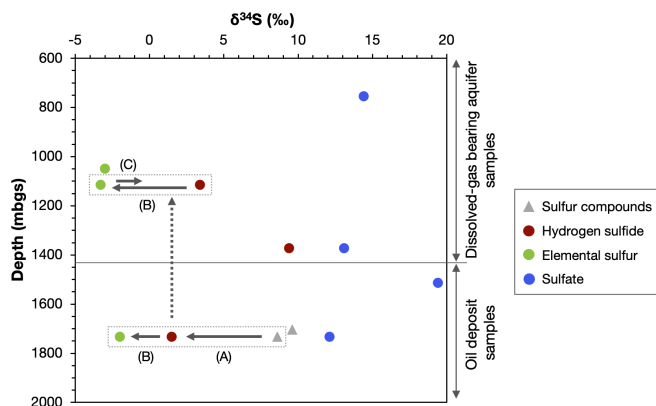 δ³⁴S (‰)
-5 0 5 10 15 20
Depth (mbgs)
600
800
1000
1200
1400
1600
1800
2000
(C)
(B)
(B)
(A)
Dissolved-gas bearing aquifer
samples
Oil deposit
samples
Sulfur compounds
Hydrogen sulfide
Elemental sulfur
Sulfate